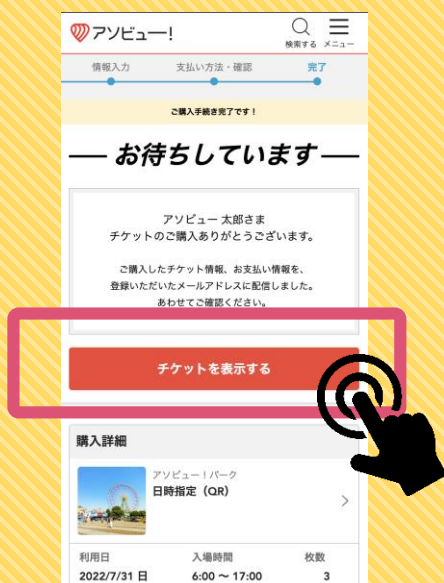 アソビュー!
検索する メニュー
情報入力 支払い方法・確認 完了
ご購入手続き完了です！
お待ちしています
アソビュー 太郎さま
チケットのご購入ありがとうございます。
ご購入したチケット情報、お支払い情報を、
登録いただいたメールアドレスに配信しました。
あわせてご確認ください。
チケットを表示する
購入詳細
アソビュー！パーク
日時指定（QR）
利用日 入場時間 枚数
2022/7/31 日 6:00 〜 17:00 3